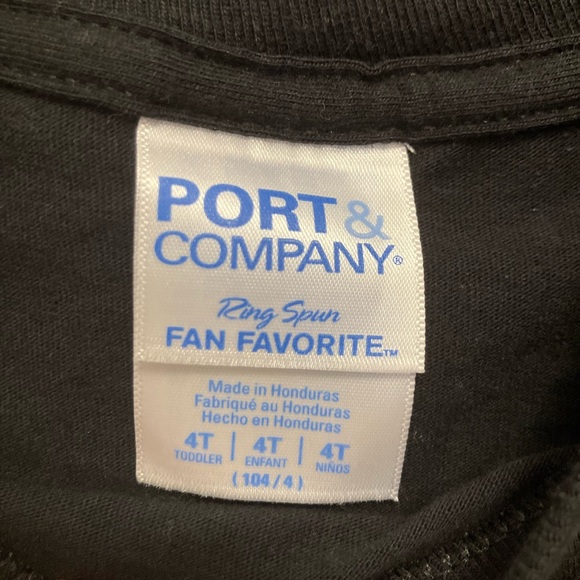 PORT &
COMPANY®
Ring Spun
FAN FAVORITE™
Made in Honduras
Fabriqué au Honduras
Hecho en Honduras
4T | 4T | 4T
TODDLER ENFANT NIÑOS
(104/4)